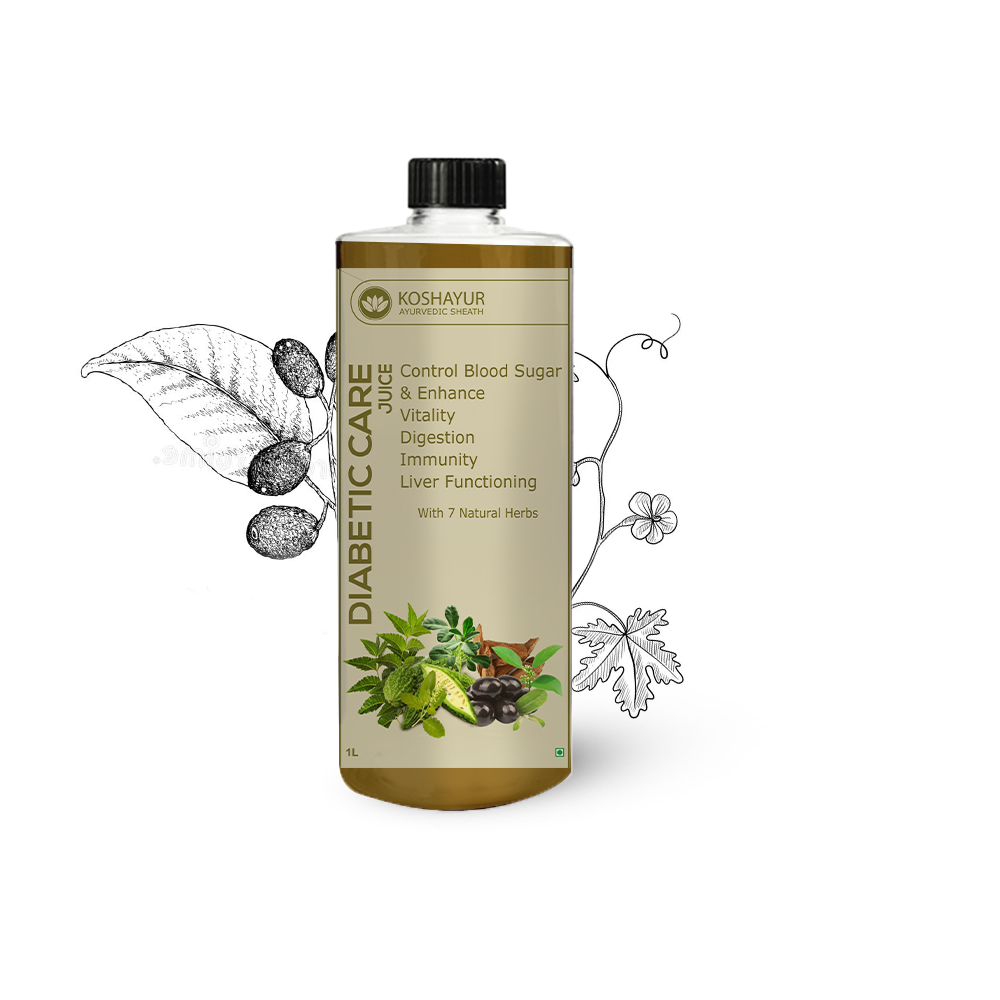 KOSHAYUR
AYURVEDIC SHEATH
DIABETIC CARE
JUICE
Control Blood Sugar
& Enhance
Vitality
Digestion
Immunity
Liver Functioning
With 7 Natural Herbs
1L